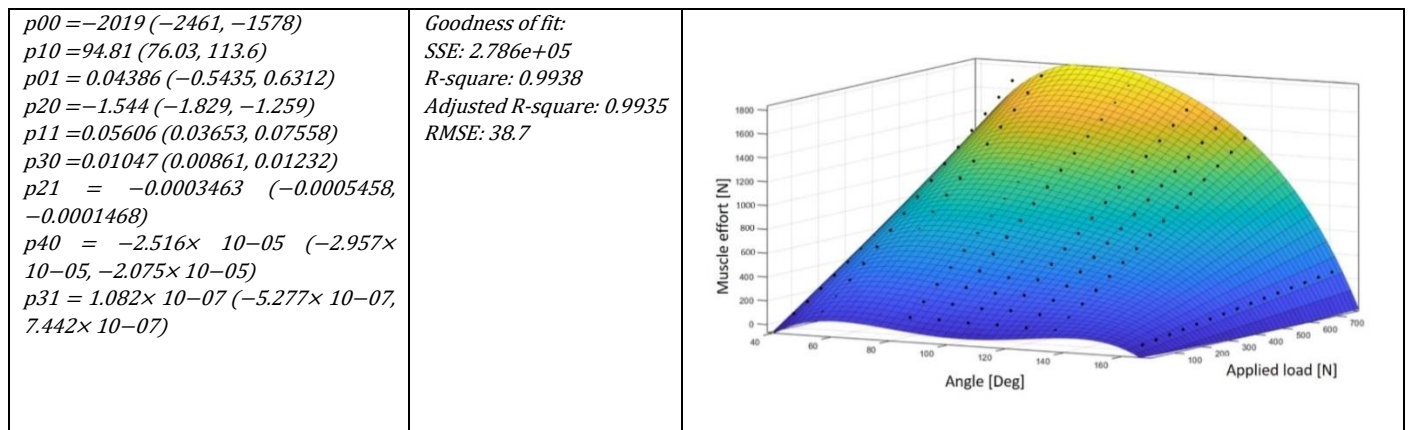 p00 =−2019 (−2461, −1578)
p10 =94.81 (76.03, 113.6)
p01 = 0.04386 (−0.5435, 0.6312)
p20 =−1.544 (−1.829, −1.259)
p11 =0.05606 (0.03653, 0.07558)
p30 =0.01047 (0.00861, 0.01232)
p21 = −0.0003463 (−0.0005458,
−0.0001468)
p40 = −2.516× 10−05 (−2.957×
10−05, −2.075× 10−05)
p31 = 1.082× 10−07 (−5.277× 10−07,
7.442× 10−07)
Goodness of fit:
SSE: 2.786e+05
R-square: 0.9938
Adjusted R-square: 0.9935
RMSE: 38.7
Muscle effort [N]
1800
1600
1400
1200
1000
800
600
400
200
0
40
60
80
100
120
140
160
Angle [Deg]
100
200
300
400
500
600
700
Applied load [N]